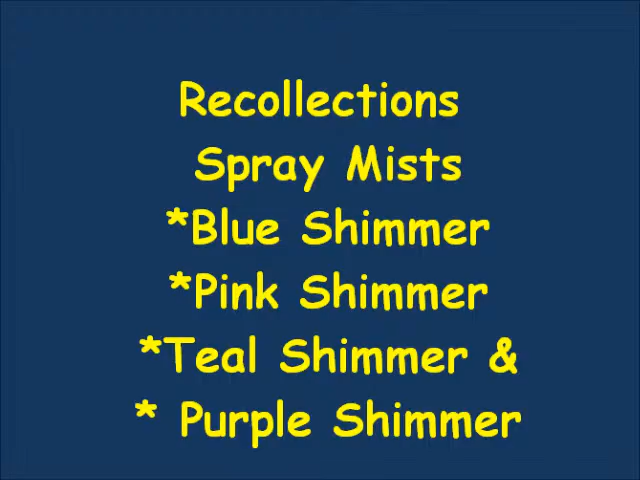 Recollections
Spray Mists
*Blue Shimmer
*Pink Shimmer
*Teal Shimmer &
* Purple Shimmer